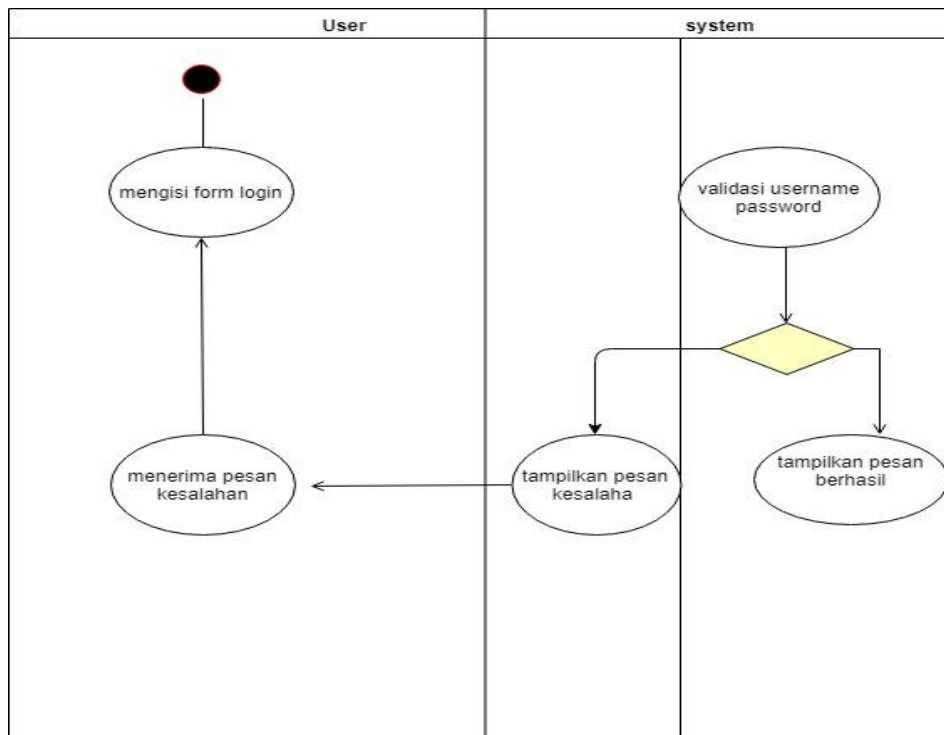 User
system
mengisi form login
validasi username
password
menerima pesan
kesalahan
tampilkan pesan
kesalaha
tampilkan pesan
berhasil